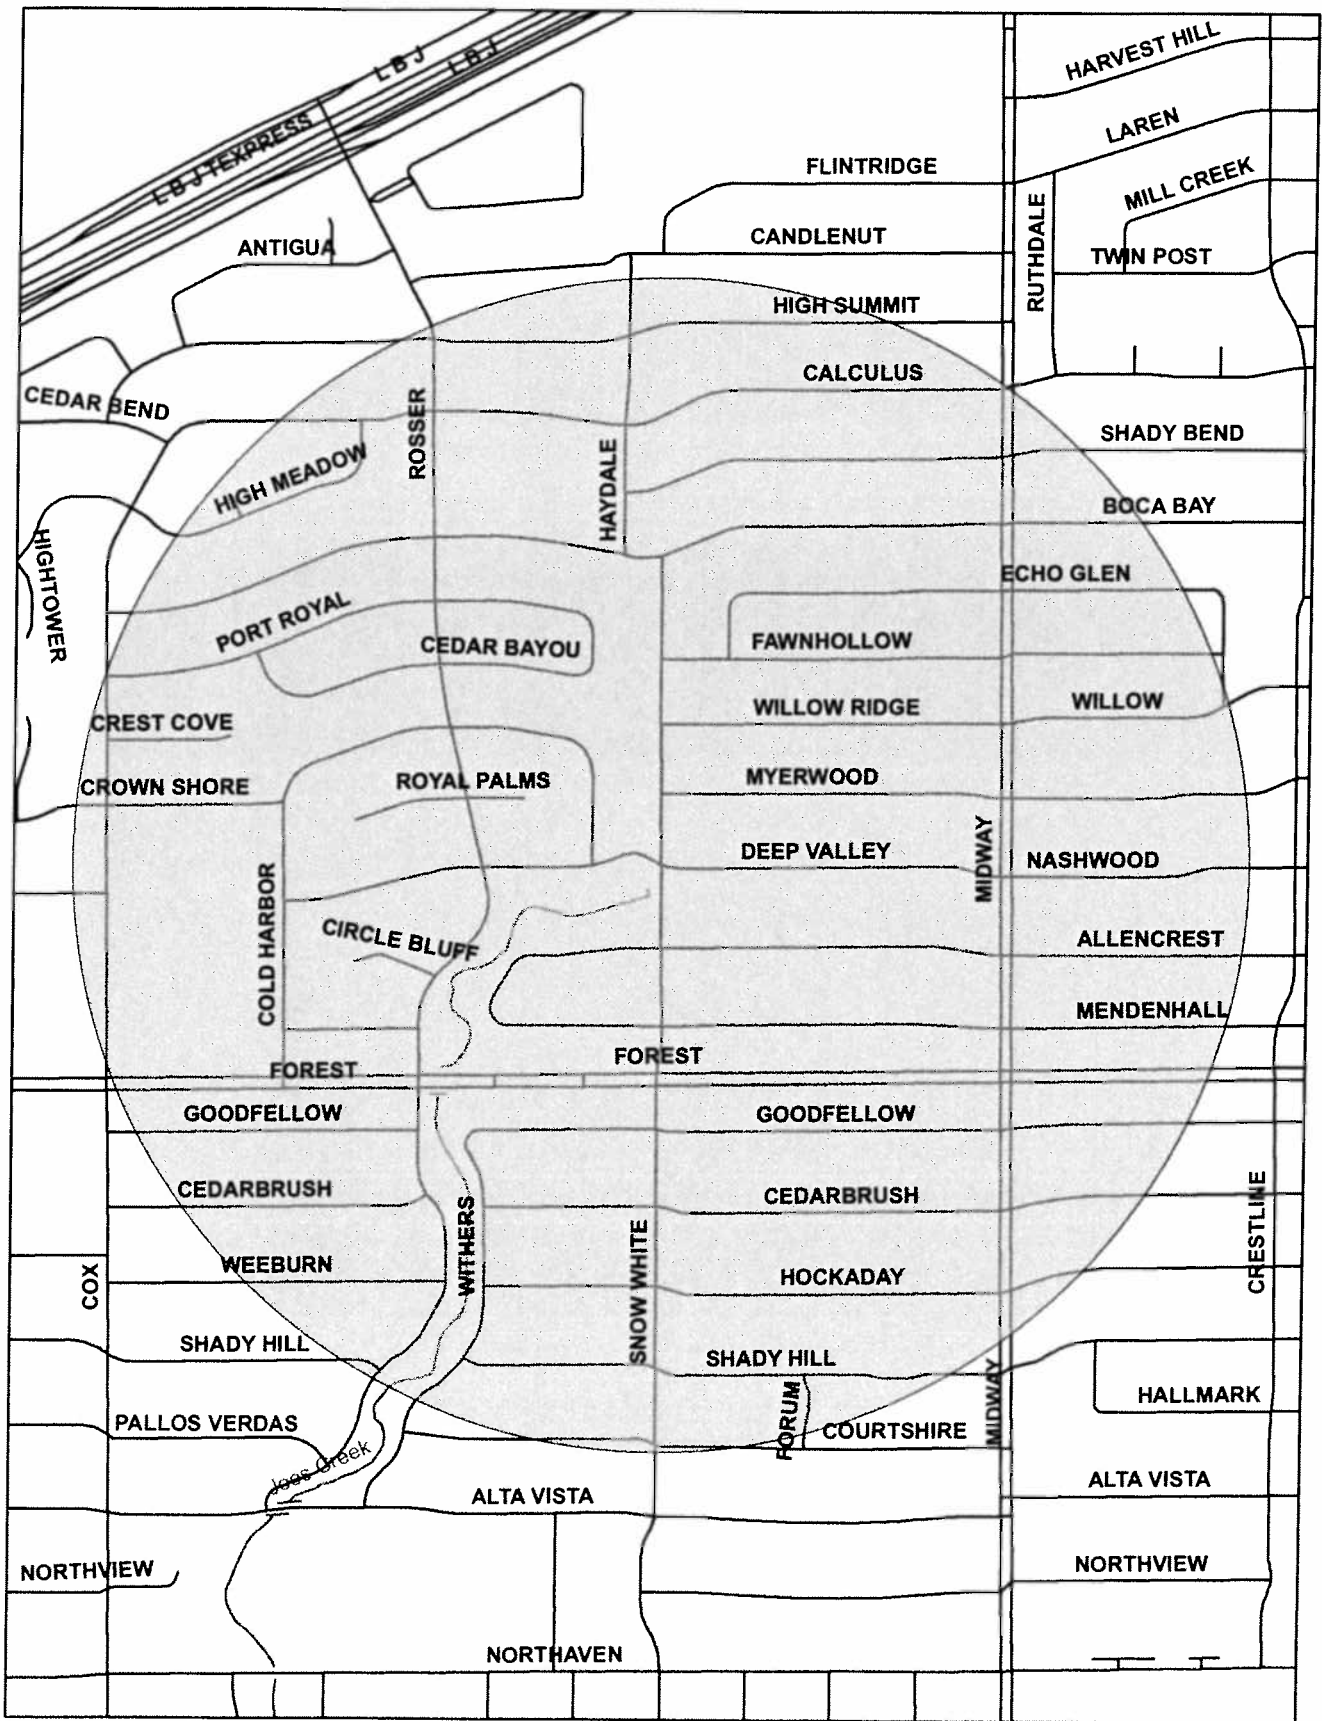 HARVEST HILL
L B J
L B J
LAREN
L B J TEXPRESS
FLINTRIDGE
MILL CREEK
RUTHDALE
ANTIGUA
CANDLENUT
TWIN POST
HIGH SUMMIT
CALCULUS
CEDAR BEND
ROSSER
SHADY BEND
HAYDALE
HIGH MEADOW
BOCA BAY
HIGHTOWER
ECHO GLEN
PORT ROYAL
CEDAR BAYOU
FAWNHOLLOW
WILLOW RIDGE
WILLOW
CREST COVE
CROWN SHORE
ROYAL PALMS
MYERWOOD
MIDWAY
DEEP VALLEY
NASHWOOD
COLD HARBOR
CIRCLE BLUFF
ALLENCREST
MENDENHALL
FOREST
FOREST
GOODFELLOW
GOODFELLOW
CEDARBRUSH
CEDARBRUSH
WITHERS
CRESTLINE
WEEBURN
SNOW WHITE
HOCKADAY
COX
SHADY HILL
SHADY HILL
MIDWAY
HALLMARK
FORUM
PALLOS VERDAS
COURTSHIRE
Joes Creek
ALTA VISTA
ALTA VISTA
NORTHVIEW
NORTHVIEW
NORTHAVEN